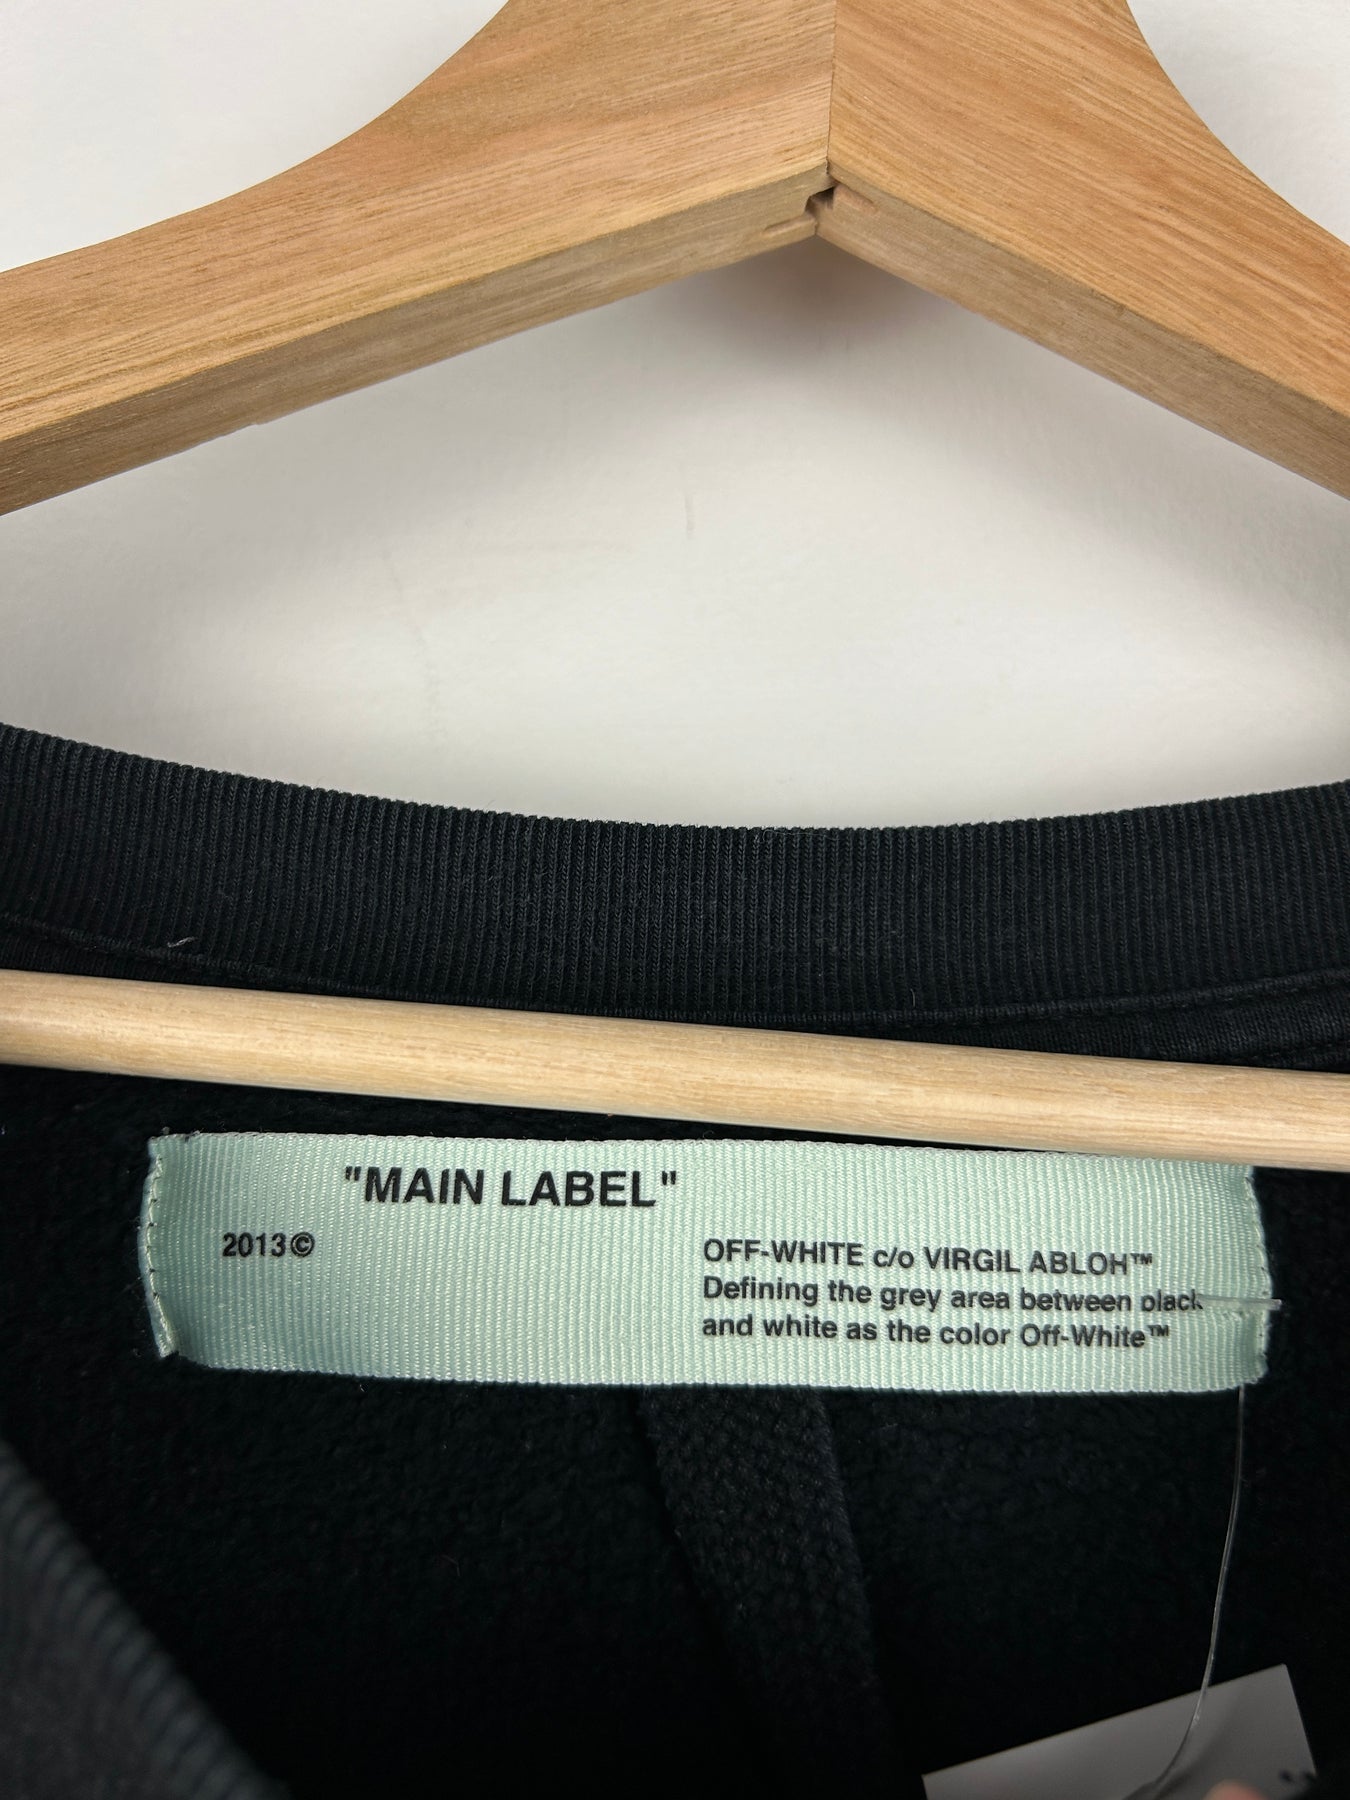 "MAIN LABEL"
2013©
OFF-WHITE c/o VIRGIL ABLOH™
Defining the grey area between black
and white as the color Off-White™